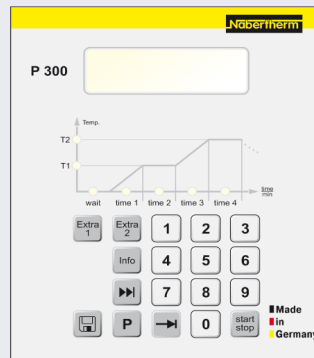 Nabertherm
P 300
Temp.
T2
T1
time
min
wait time 1 time 2 time 3 time 4
Extra 1
Extra 2
1 2 3
Info
4 5 6
7 8 9
P
0
start
stop
Made
in
Germany